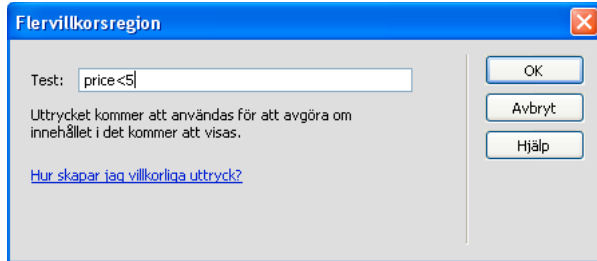 Flervillkorsregion
Test: price<5
OK
Uttrycket kommer att användas för att avgöra om
innehållet i det kommer att visas.
Avbryt
Hjälp
Hur skapar jag villkorliga uttryck?